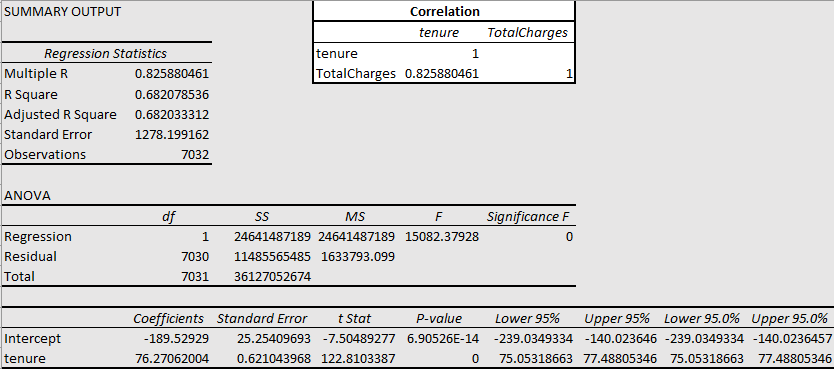 SUMMARY OUTPUT
Correlation
tenure TotalCharges
Regression Statistics
tenure 1
Multiple R 0.825880461
TotalCharges 0.825880461 1
R Square 0.682078536
Adjusted R Square 0.682033312
Standard Error 1278.199162
Observations 7032
ANOVA
df SS MS F Significance F
Regression 1 24641487189 24641487189 15082.37928 0
Residual 7030 11485565485 1633793.099
Total 7031 36127052674
Coefficients Standard Error t Stat P-value Lower 95% Upper 95% Lower 95.0% Upper 95.0%
Intercept -189.52929 25.25409693 -7.50489277 6.90526E-14 -239.0349334 -140.023646 -239.0349334 -140.0236457
tenure 76.27062004 0.621043968 122.8103387 0 75.05318663 77.48805346 75.05318663 77.48805346